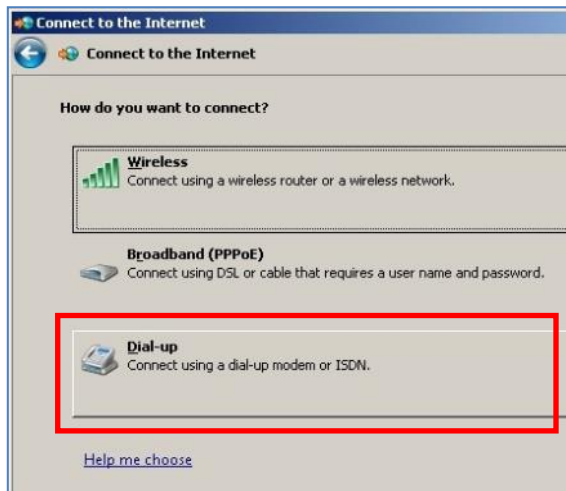 Connect to the Internet
Connect to the Internet
How do you want to connect?
Wireless
Connect using a wireless router or a wireless network.
Broadband (PPPoE)
Connect using DSL or cable that requires a user name and password.
Dial-up
Connect using a dial-up modem or ISDN.
Help me choose